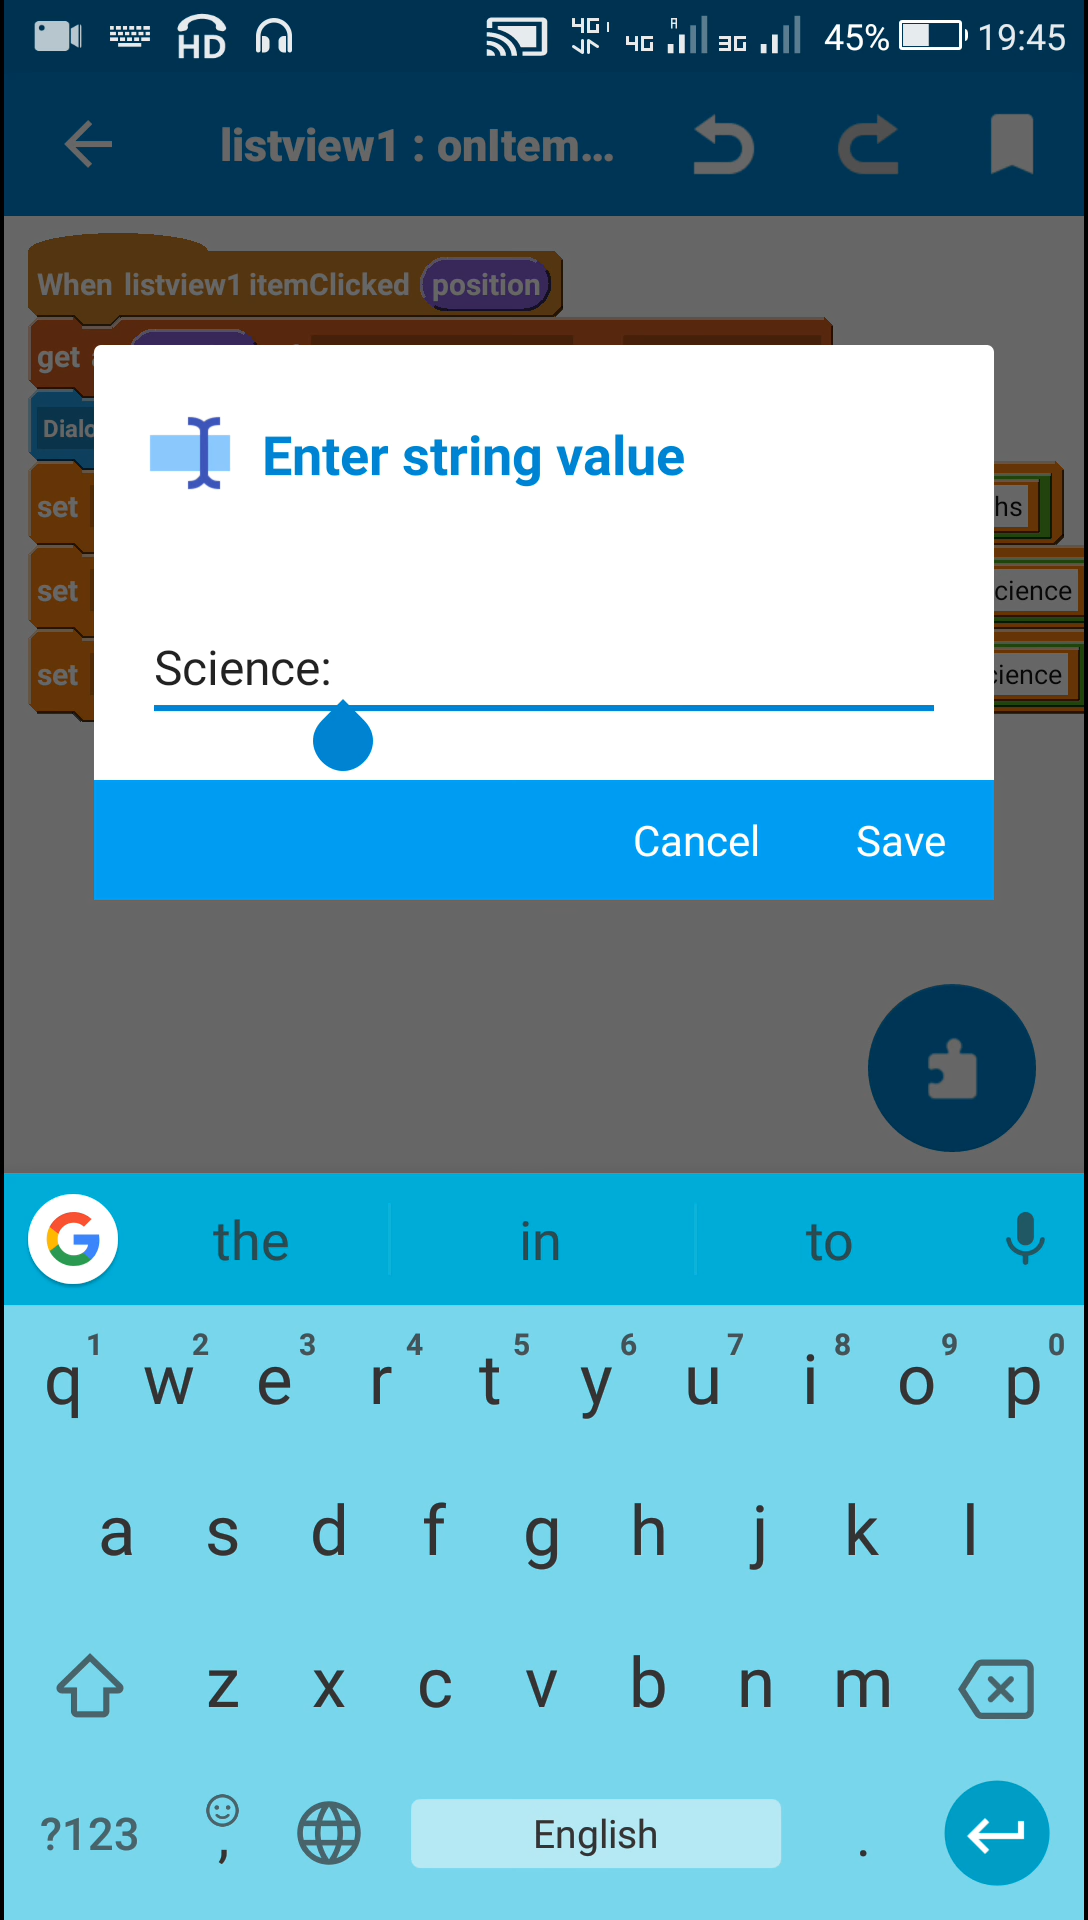 HD 4G 4G R 3G 45% 19:45
listview1 : onItem...
When listview1 itemClicked position
get
Enter string value
set hs
set cience
set ience
Science:
Cancel Save
G the in to
1 2 3 4 5 6 7 8 9 0
q w e r t y u i o p
a s d f g h j k l
z x c v b n m
?123 , English .